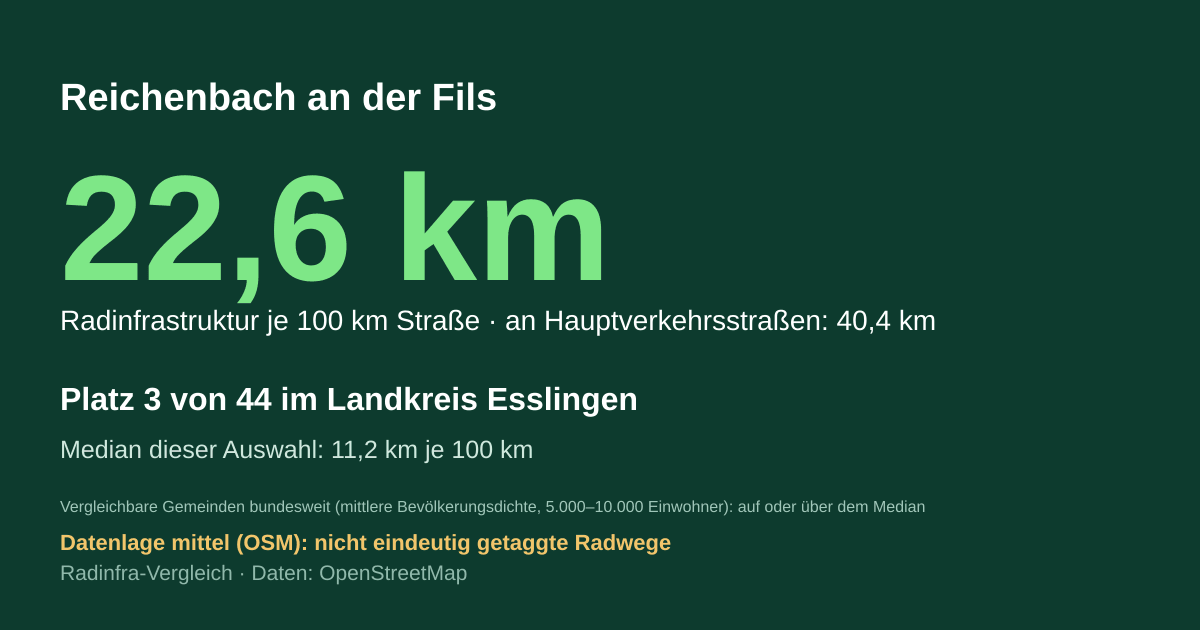 Reichenbach an der Fils
22,6 km
Radinfrastruktur je 100 km Straße · an Hauptverkehrsstraßen: 40,4 km
Platz 3 von 44 im Landkreis Esslingen
Median dieser Auswahl: 11,2 km je 100 km
Vergleichbare Gemeinden bundesweit (mittlere Bevölkerungsdichte, 5.000–10.000 Einwohner): auf oder über dem Median
Datenlage mittel (OSM): nicht eindeutig getaggte Radwege
Radinfra-Vergleich · Daten: OpenStreetMap